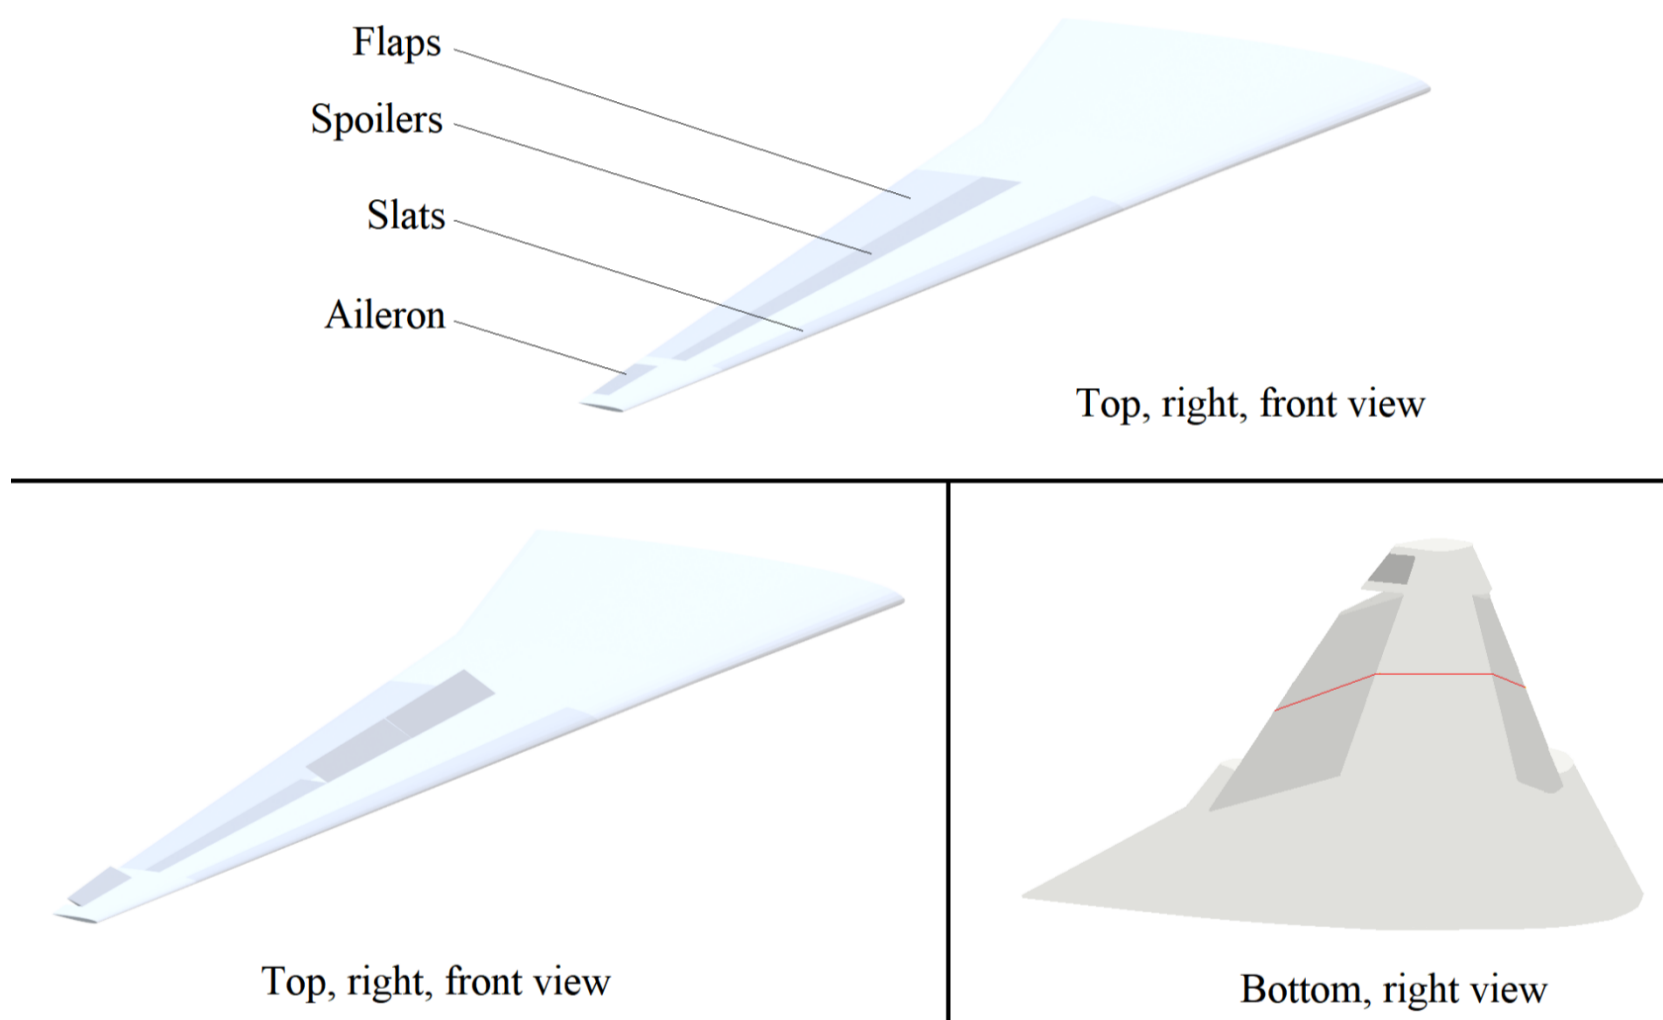 Flaps
Spoilers
Slats
Aileron
Top, right, front view
Top, right, front view
Bottom, right view